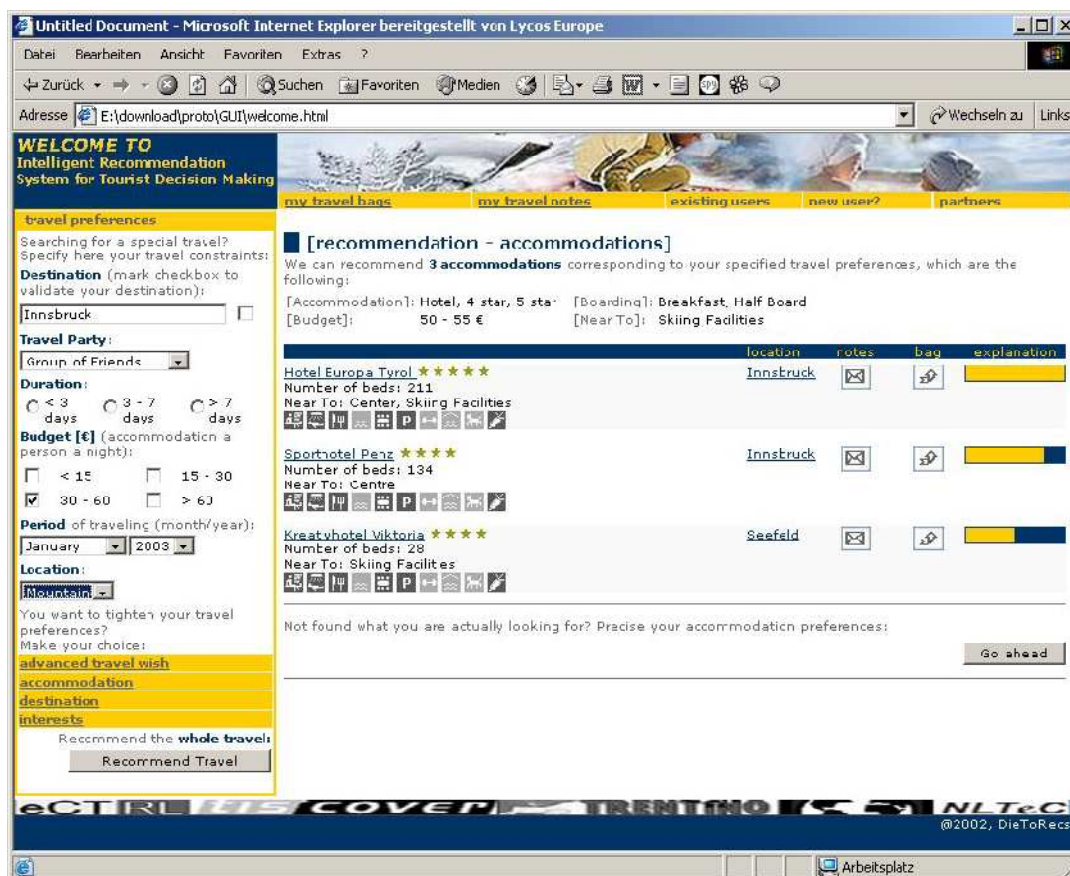 Untitled Document - Microsoft Internet Explorer bereitgestellt von Lycos Europe
Datei Bearbeiten Ansicht Favoriten Extras ?
Zurück Suchen Favoriten Medien
Adresse E:\download\proto\GUI\welcome.html Wechseln zu Links
WELCOME TO
Intelligent Recommendation
System for Tourist Decision Making
my travel bags my travel notes existing users new user? partners
travel preferences
Searching for a special travel?
Specify here your travel constraints:
Destination (mark checkbox to
validate your destination):
Innsbruck
Travel Party:
Group of Friends
Duration:
< 3 days 3 - 7 days > 7 days
Budget [€] (accommodation a
person a night):
< 15 15 - 30
30 - 60 > 60
Period of traveling (month/year):
January 2003
Location:
Mountain
You want to tighten your travel
preferences?
Make your choice:
advanced travel wish
accommodation
destination
interests
Recommend the whole travel:
Recommend Travel
[recommendation - accommodations]
We can recommend 3 accommodations corresponding to your specified travel preferences, which are the
following:
[Accommodation]: Hotel, 4 star, 5 star [Boarding]: Breakfast, Half Board
[Budget]: 50 - 55 € [Near To]: Skiing Facilities
location notes bag explanation
Hotel Europa Tyrol Innsbruck
Number of beds: 211
Near To: Center, Skiing Facilities
P
Sporthotel Penz Innsbruck
Number of beds: 134
Near To: Centre
P
Kreativhotel Viktoria Seefeld
Number of beds: 28
Near To: Skiing Facilites
P
Not found what you are actually looking for? Precise your accommodation preferences:
Go ahead
eCTRL tiscover TRENTINO NLTeC
@2002, DieToRecs
Arbeitsplatz